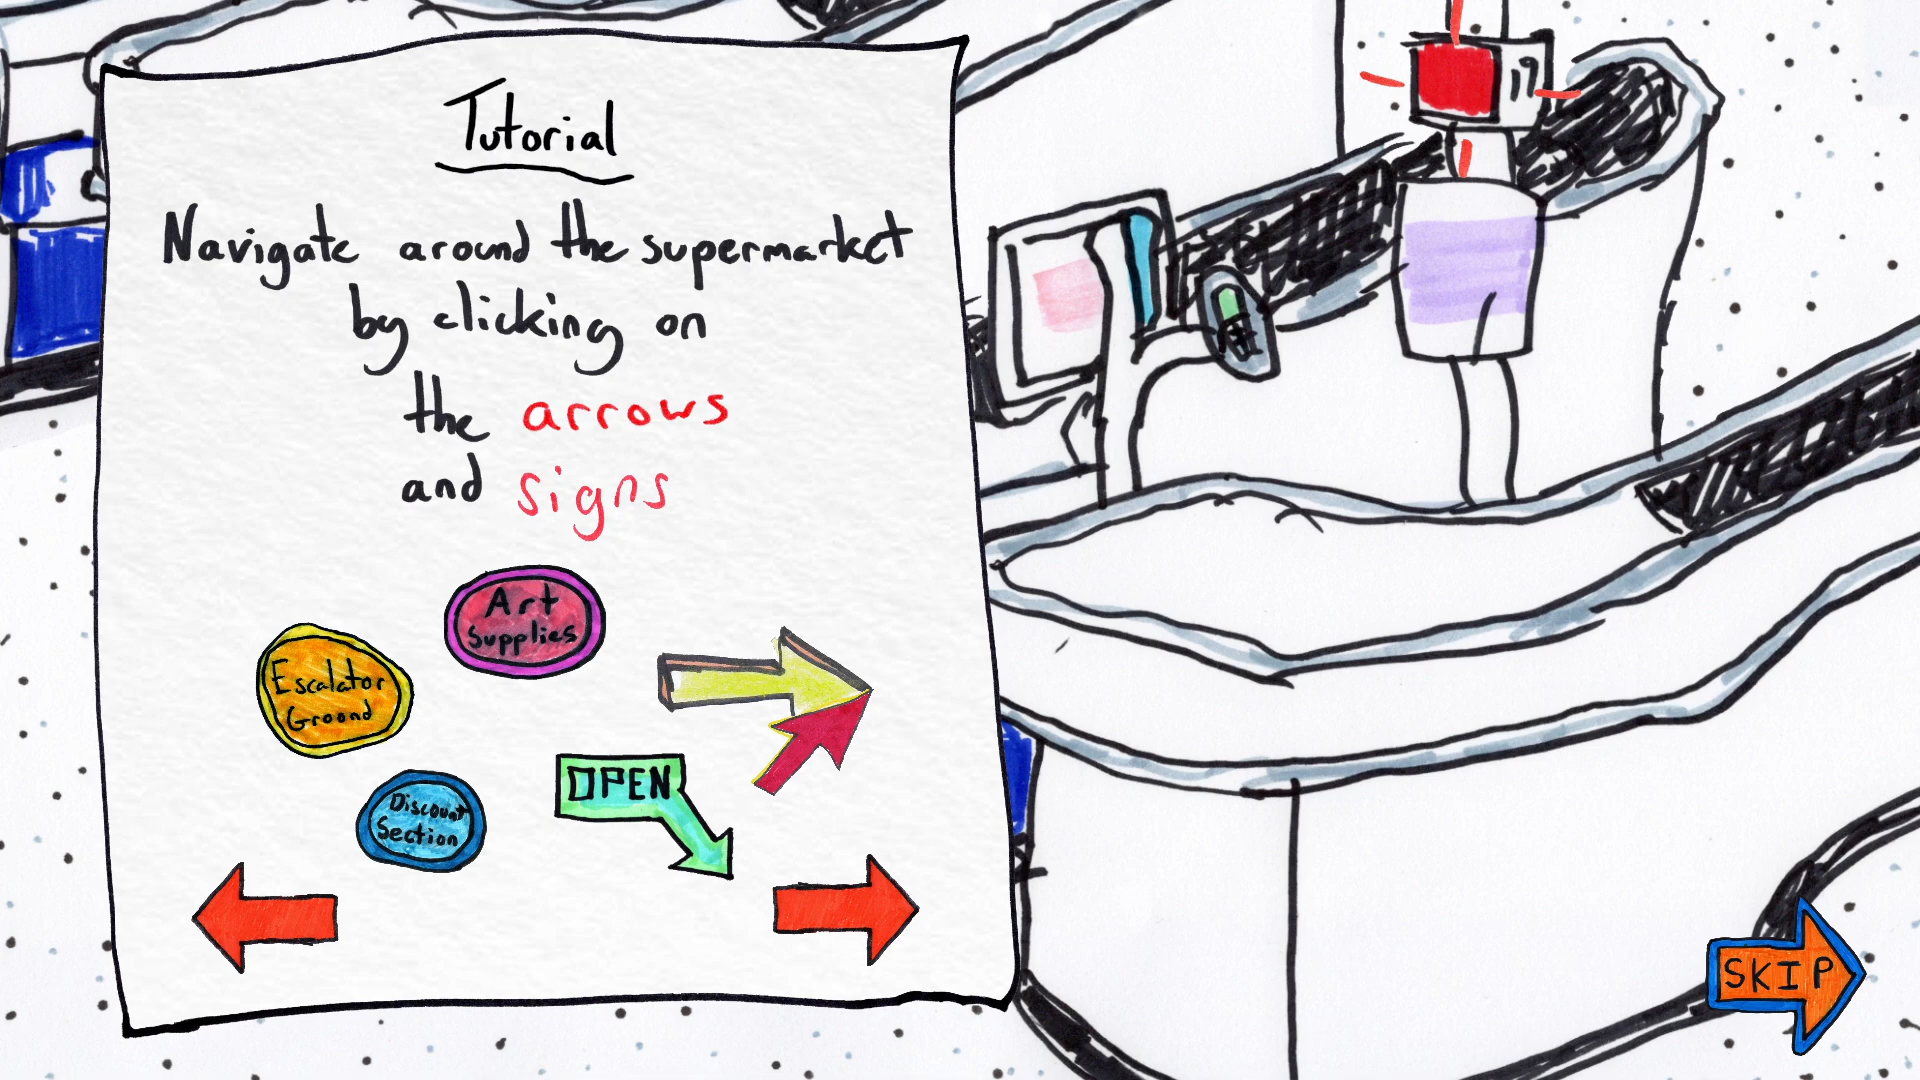 Tutorial
Navigate around the supermarket
by clicking on
the arrows
and signs
Art
Supplies
Escalator
Ground
OPEN
Discount
Section
SKIP
19